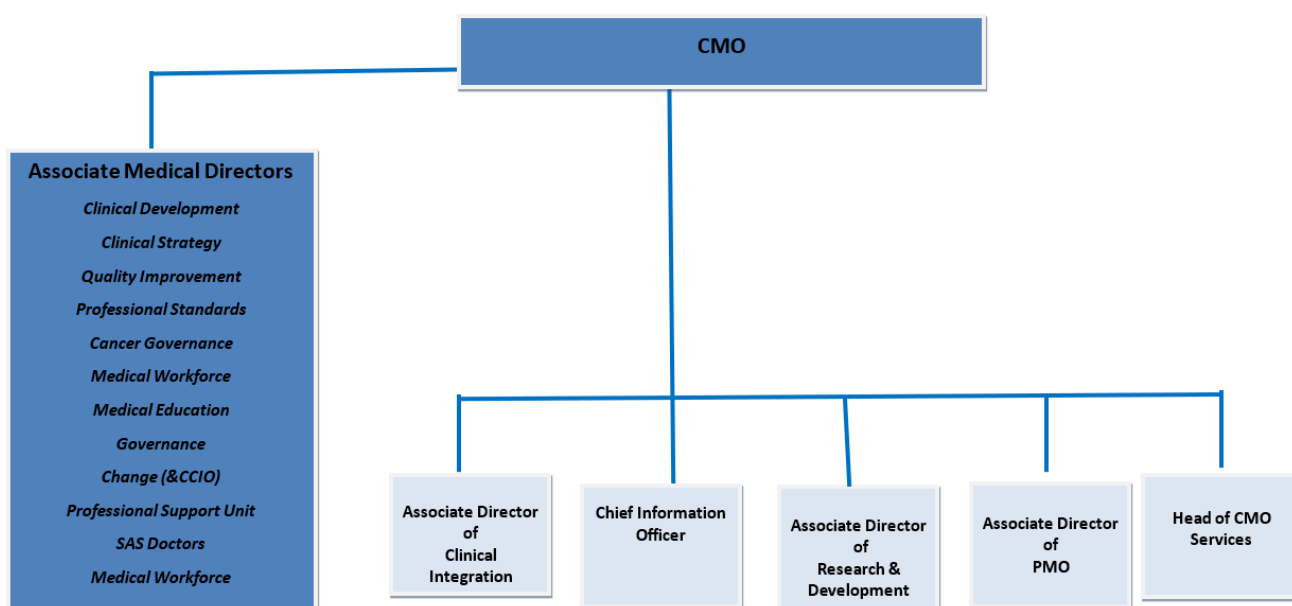 CMO
Associate Medical Directors
Clinical Development
Clinical Strategy
Quality Improvement
Professional Standards
Cancer Governance
Medical Workforce
Medical Education
Governance
Change (&CCIO)
Professional Support Unit
SAS Doctors
Medical Workforce
Associate Director
of
Clinical
Integration
Chief Information
Officer
Associate Director
of
Research &
Development
Associate Director
of
PMO
Head of CMO
Services